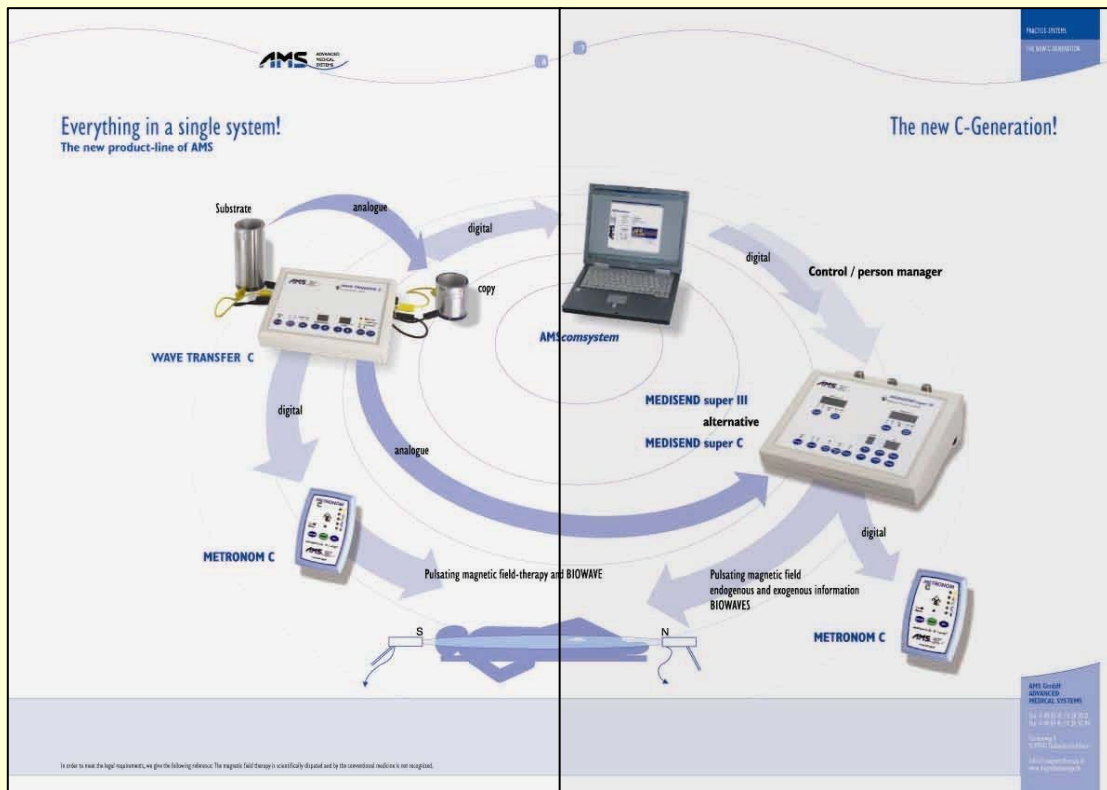 AMS ADVANCED
MEDICAL
SYSTEMS
PRACTICE-SYSTEMS
THE NEW C-GENERATION
Everything in a single system!
The new product-line of AMS
The new C-Generation!
Substrate
analogue
digital
copy
WAVE TRANSFER C
AMScomsystem
digital
Control / person manager
MEDISEND super III
alternative
MEDISEND super C
digital
analogue
METRONOM C
Pulsating magnetic field-therapy and BIOWAVE
Pulsating magnetic field
endogenous and exogenous information
BIOWAVES
digital
METRONOM C
S
N
AMS GmbH
ADVANCED
MEDICAL SYSTEMS
In order to meet the legal requirements, we give the following reference: The magnetic field therapy is scientifically disputed and by the conventional medicine is not recognized.